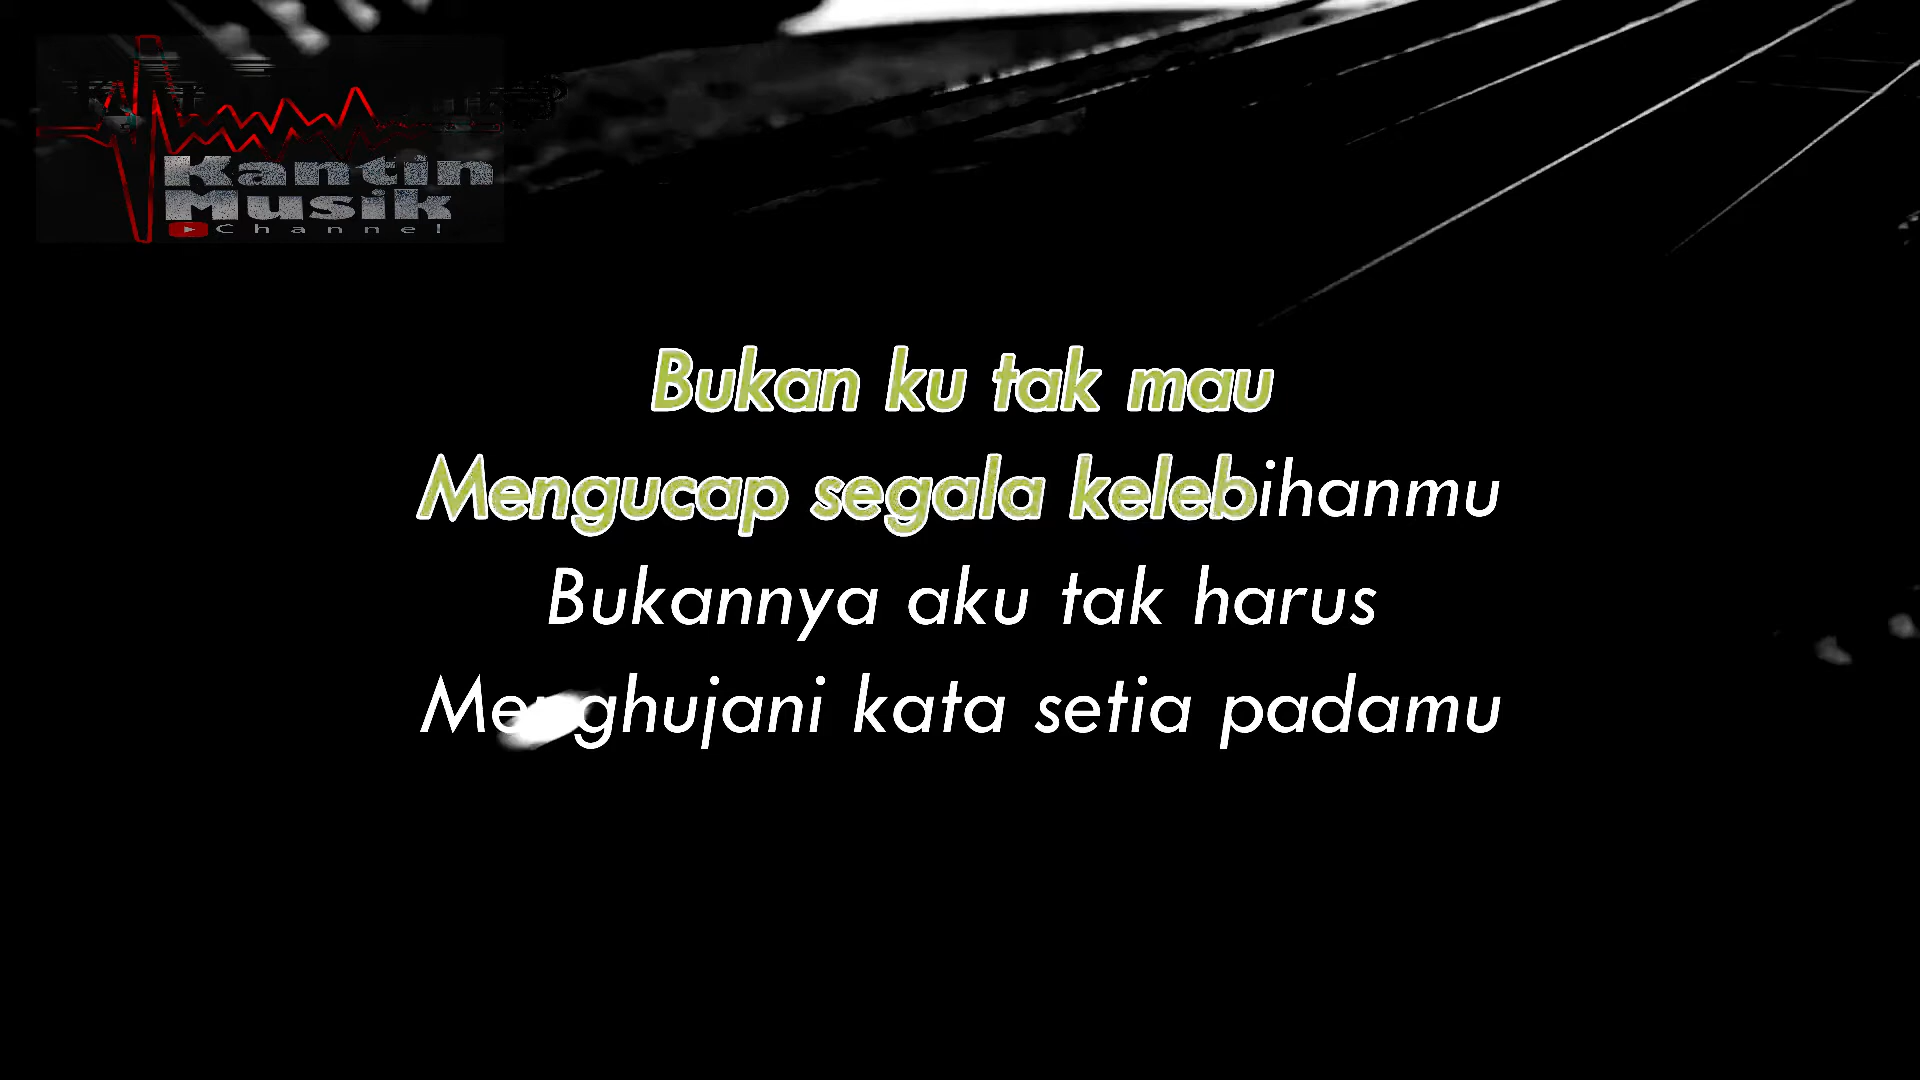 Kantin
Musik
Channel
Bukan ku tak mau
Mengucap segala kelebihanmu
Bukannya aku tak harus
Menghujani kata setia padamu